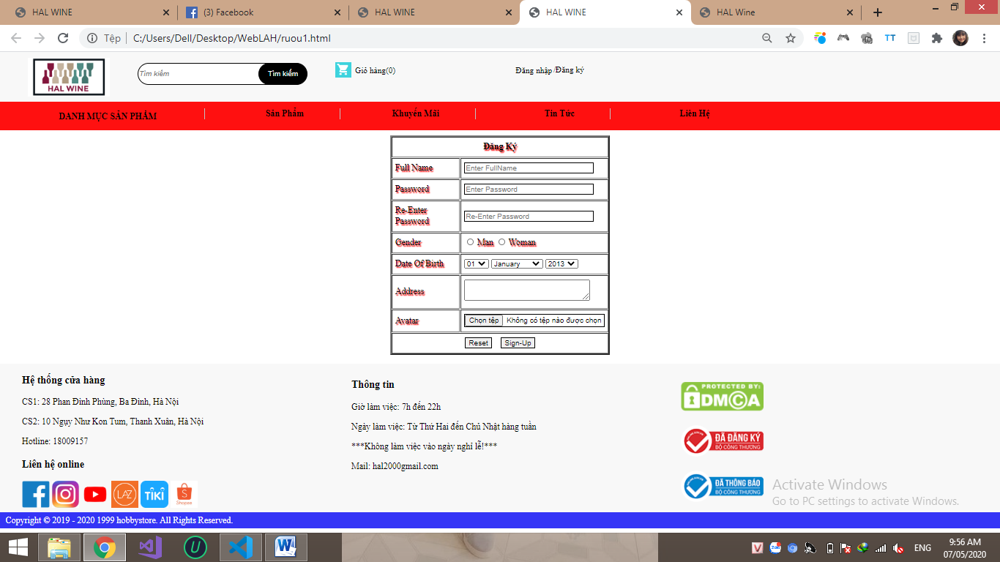 HAL WINE
(3) Facebook
HAL WINE
HAL WINE
HAL Wine
Tệp | C:/Users/Dell/Desktop/WebLAH/ruou1.html
TT
HAL WINE
Tìm kiếm
Tìm kiếm
Giỏ hàng(0)
Đăng nhập /Đăng ký
DANH MỤC SẢN PHẨM
Sản Phẩm
Khuyến Mãi
Tin Tức
Liên Hệ
Đăng Ký
Full Name
Enter FullName
Password
Enter Password
Re-Enter
Password
Re-Enter Password
Gender
Man
Woman
Date Of Birth
01 January 2013
Address
Avatar
Chọn tệp Không có tệp nào được chọn
Reset Sign-Up
Hệ thống cửa hàng
CS1: 28 Phan Đình Phùng, Ba Đình, Hà Nội
CS2: 10 Ngụy Như Kon Tum, Thanh Xuân, Hà Nội
Hotline: 18009157
Liên hệ online
LAZ
TIKI
Shopee
Thông tin
Giờ làm việc: 7h đến 22h
Ngày làm việc: Từ Thứ Hai đến Chủ Nhật hàng tuần
***Không làm việc vào ngày nghỉ lễ!***
Mail: hal2000gmail.com
PROTECTED BY:
DMCA
ĐÃ ĐĂNG KÝ
BỘ CÔNG THƯƠNG
ĐÃ THÔNG BÁO
BỘ CÔNG THƯƠNG
Activate Windows
Go to PC settings to activate Windows.
Copyright © 2019 - 2020 1999 hobbystore. All Rights Reserved.
ENG
9:56 AM
07/05/2020